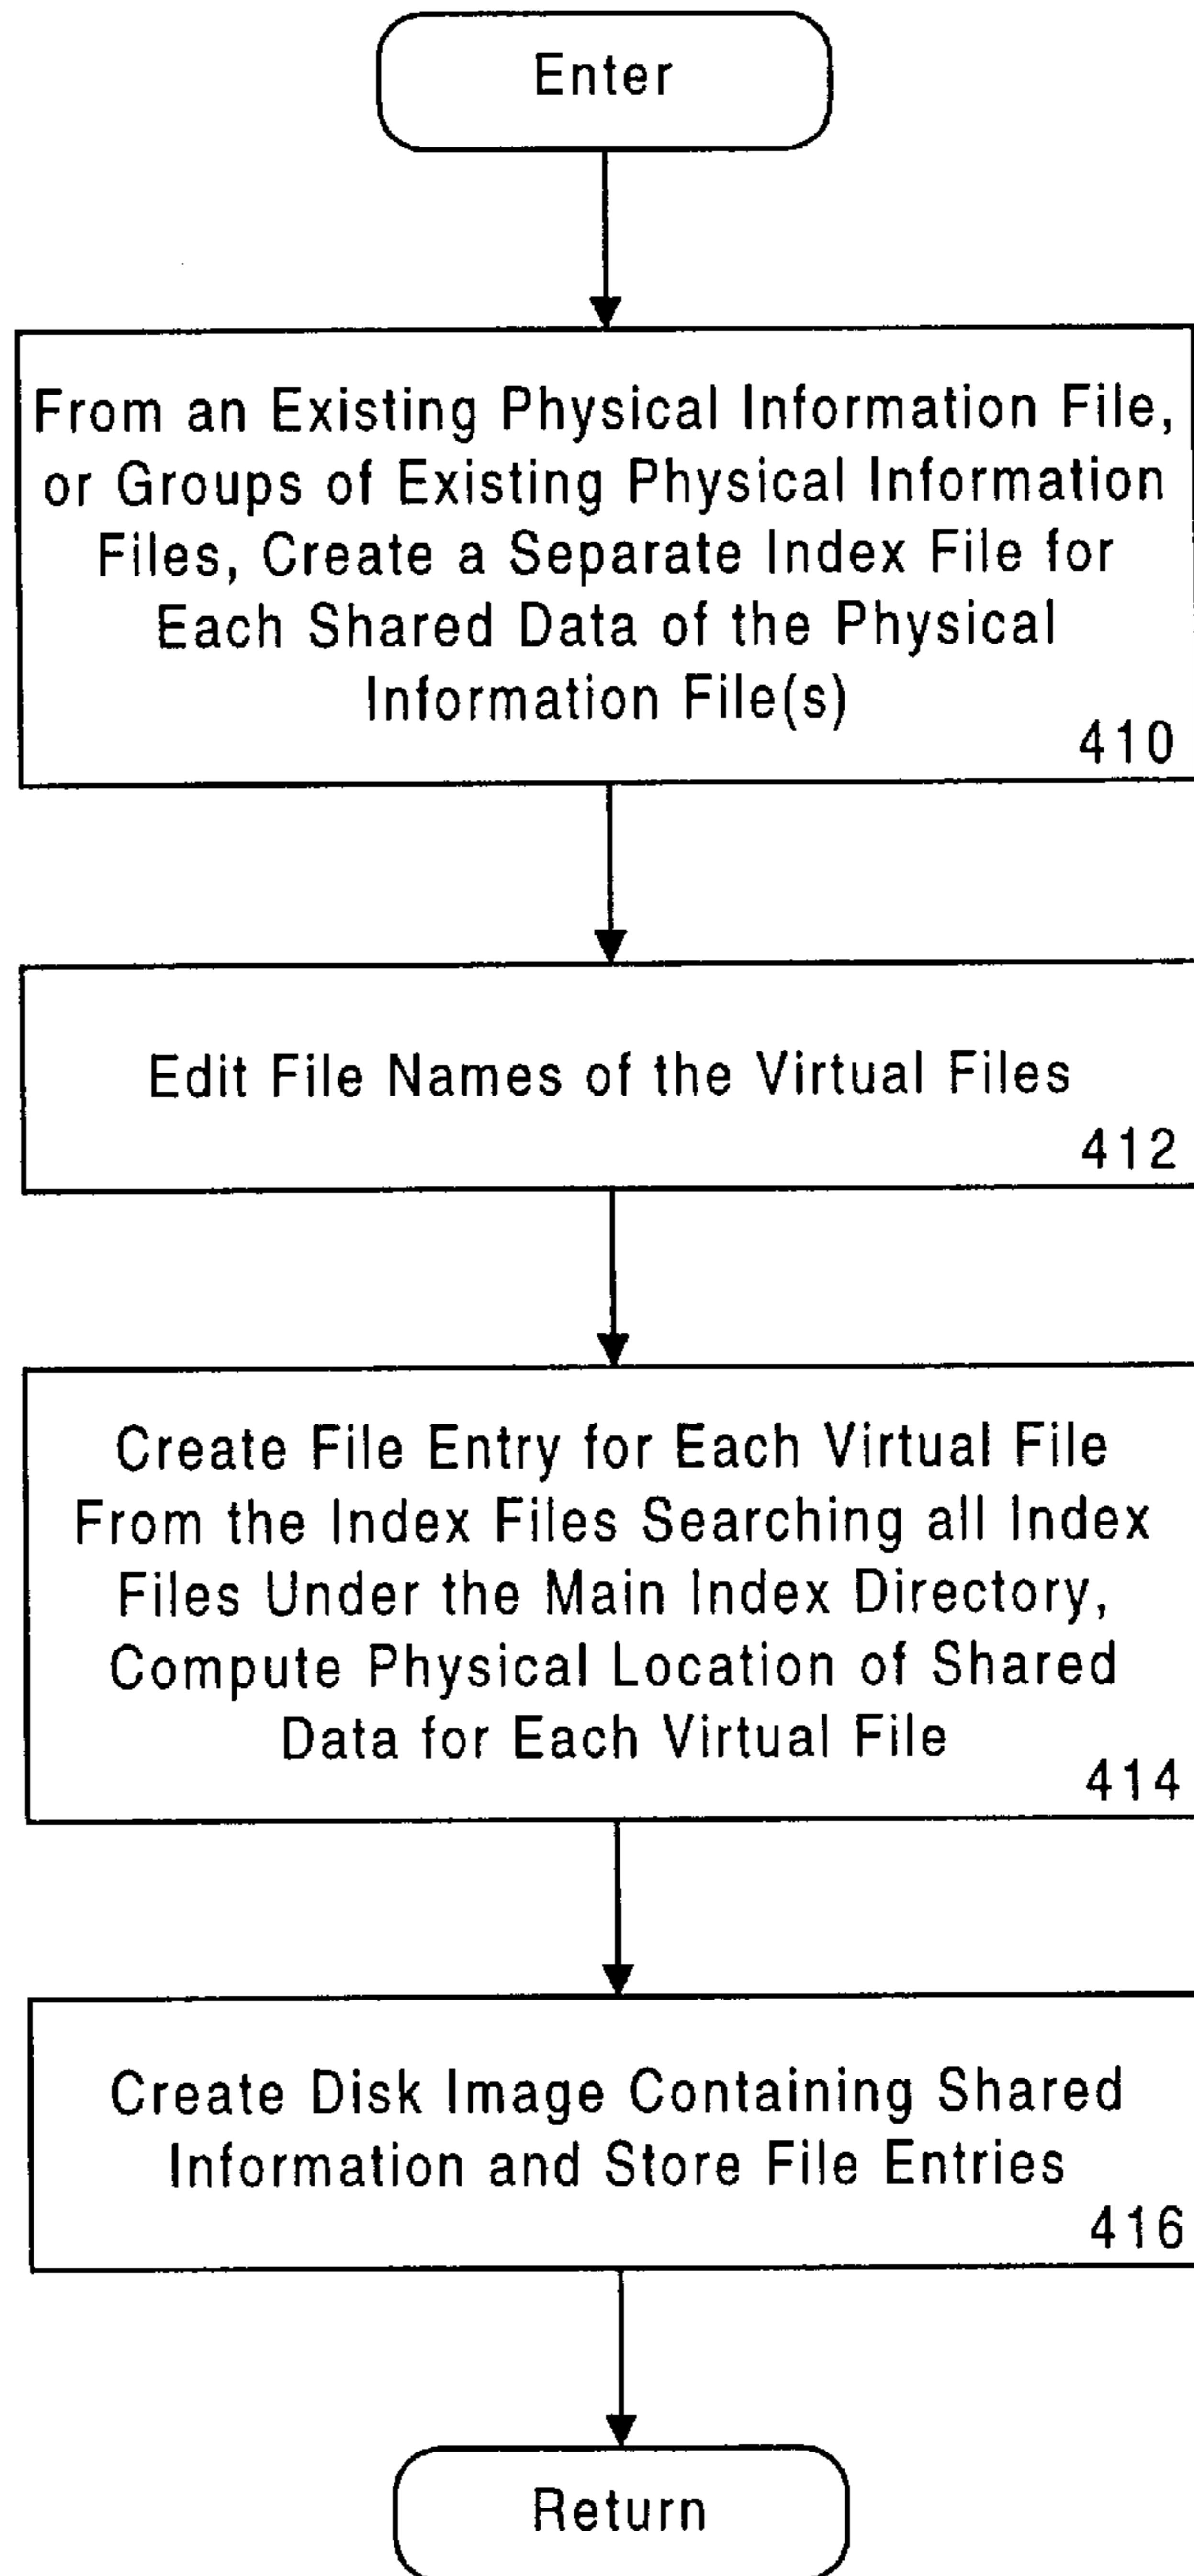 Enter
From an Existing Physical Information File,
or Groups of Existing Physical Information
Files, Create a Separate Index File for
Each Shared Data of the Physical
Information File(s)
410
Edit File Names of the Virtual Files
412
Create File Entry for Each Virtual File
From the Index Files Searching all Index
Files Under the Main Index Directory,
Compute Physical Location of Shared
Data for Each Virtual File
414
Create Disk Image Containing Shared
Information and Store File Entries
416
Return